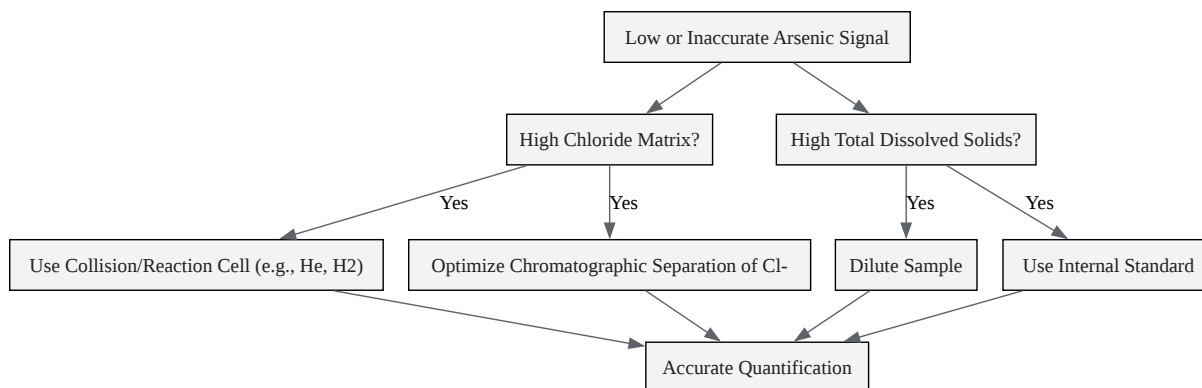 Low or Inaccurate Arsenic Signal
High Chloride Matrix?
High Total Dissolved Solids?
Yes
Yes
Yes
Yes
Use Collision/Reaction Cell (e.g., He, H2)
Optimize Chromatographic Separation of Cl-
Dilute Sample
Use Internal Standard
Accurate Quantification